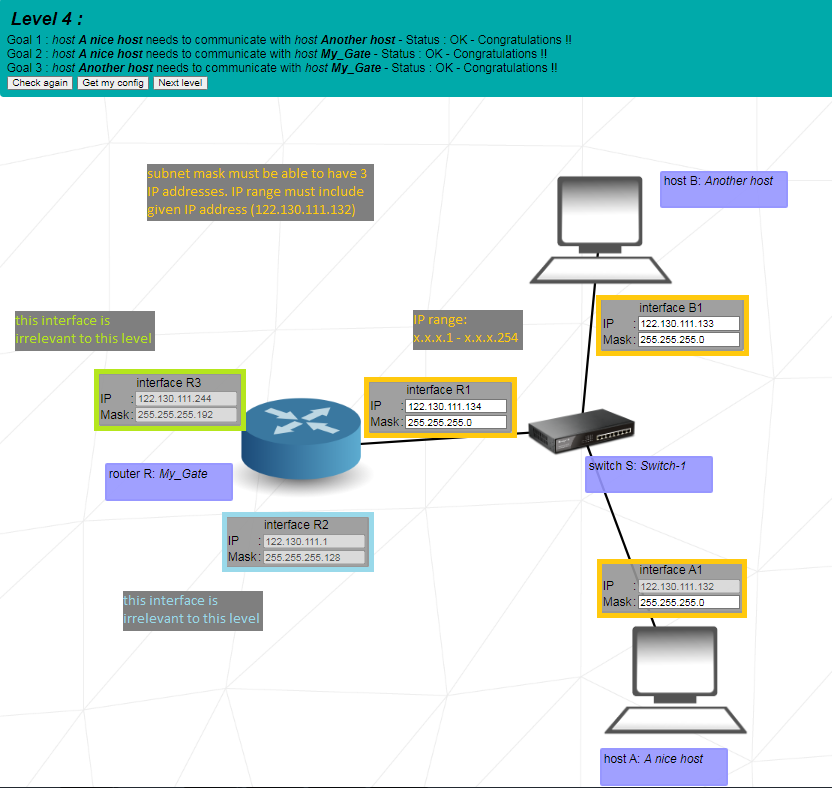 Level 4 :
Goal 1 : host A nice host needs to communicate with host Another host - Status : OK - Congratulations !!
Goal 2 : host A nice host needs to communicate with host My_Gate - Status : OK - Congratulations !!
Goal 3 : host Another host needs to communicate with host My_Gate - Status : OK - Congratulations !!
Check again Get my config Next level
subnet mask must be able to have 3
IP addresses. IP range must include
given IP address (122.130.111.132)
host B: Another host
interface B1
IP : 122.130.111.133
Mask: 255.255.255.0
this interface is
irrelevant to this level
IP range:
x.x.x.1 - x.x.x.254
interface R3
IP : 122.130.111.244
Mask: 255.255.255.192
interface R1
IP : 122.130.111.134
Mask: 255.255.255.0
router R: My_Gate
switch S: Switch-1
interface R2
IP : 122.130.111.1
Mask: 255.255.255.128
this interface is
irrelevant to this level
interface A1
IP : 122.130.111.132
Mask: 255.255.255.0
host A: A nice host